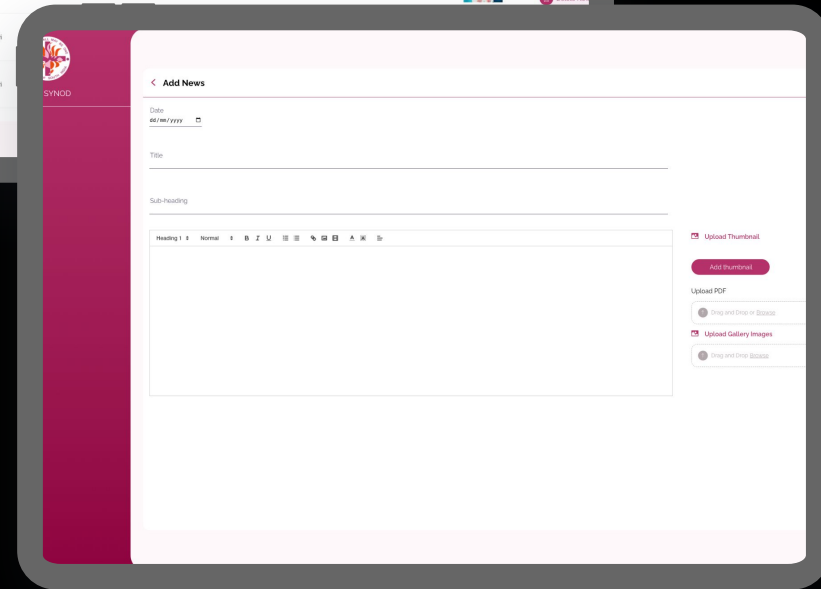 SYNOD
Add News
Date
dd/mm/yyyy
Title
Sub-heading
Heading 1 Normal B I U A A
Upload Thumbnail
Add thumbnail
Upload PDF
Drag and Drop or Browse
Upload Gallery Images
Drag and Drop Browse